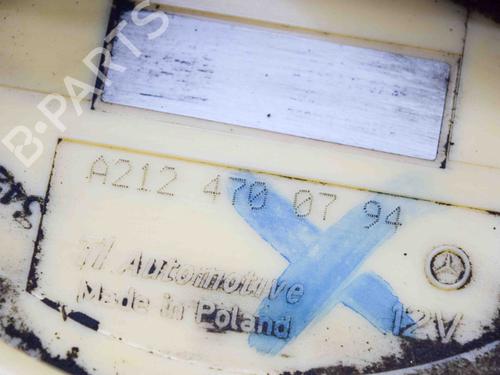 B-PARTS
A212 470 07 94
TI Automotive
Made in Poland
12V